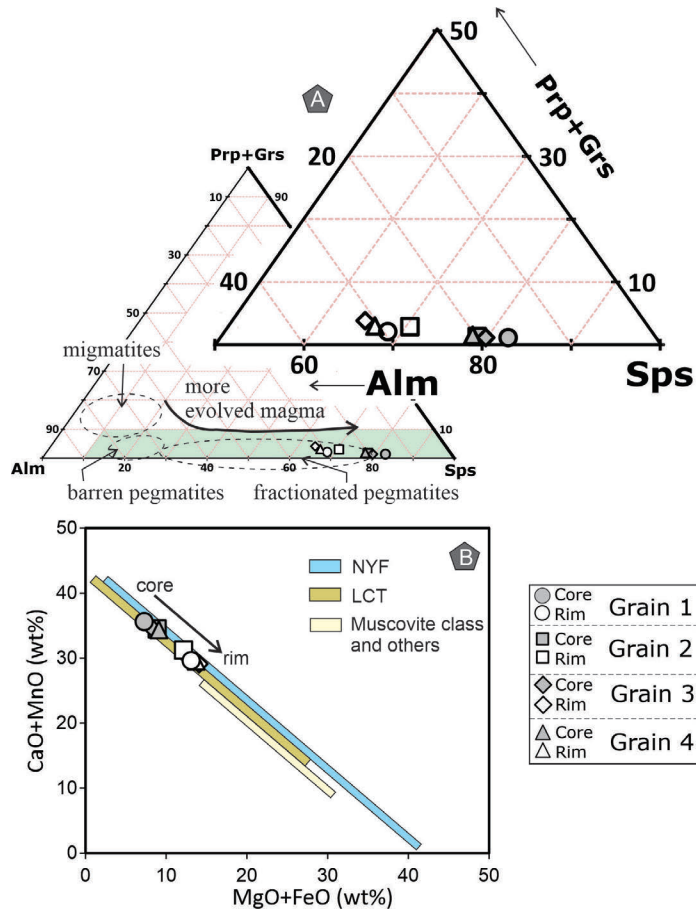 50
A
Prp+Grs
20
30
Prp+Grs
10
90
30
40
10
50
60
80
70
migmatites
more
evolved magma
Alm
Sps
90
10
Alm
20
40
60
80
Sps
barren pegmatites
fractionated pegmatites
50
B
NYF
core
40
LCT
Muscovite class
and others
rim
30
CaO+MnO (wt%)
20
10
0
0
10
20
30
40
50
MgO+FeO (wt%)
Core
Rim
Grain 1
Core
Rim
Grain 2
Core
Rim
Grain 3
Core
Rim
Grain 4